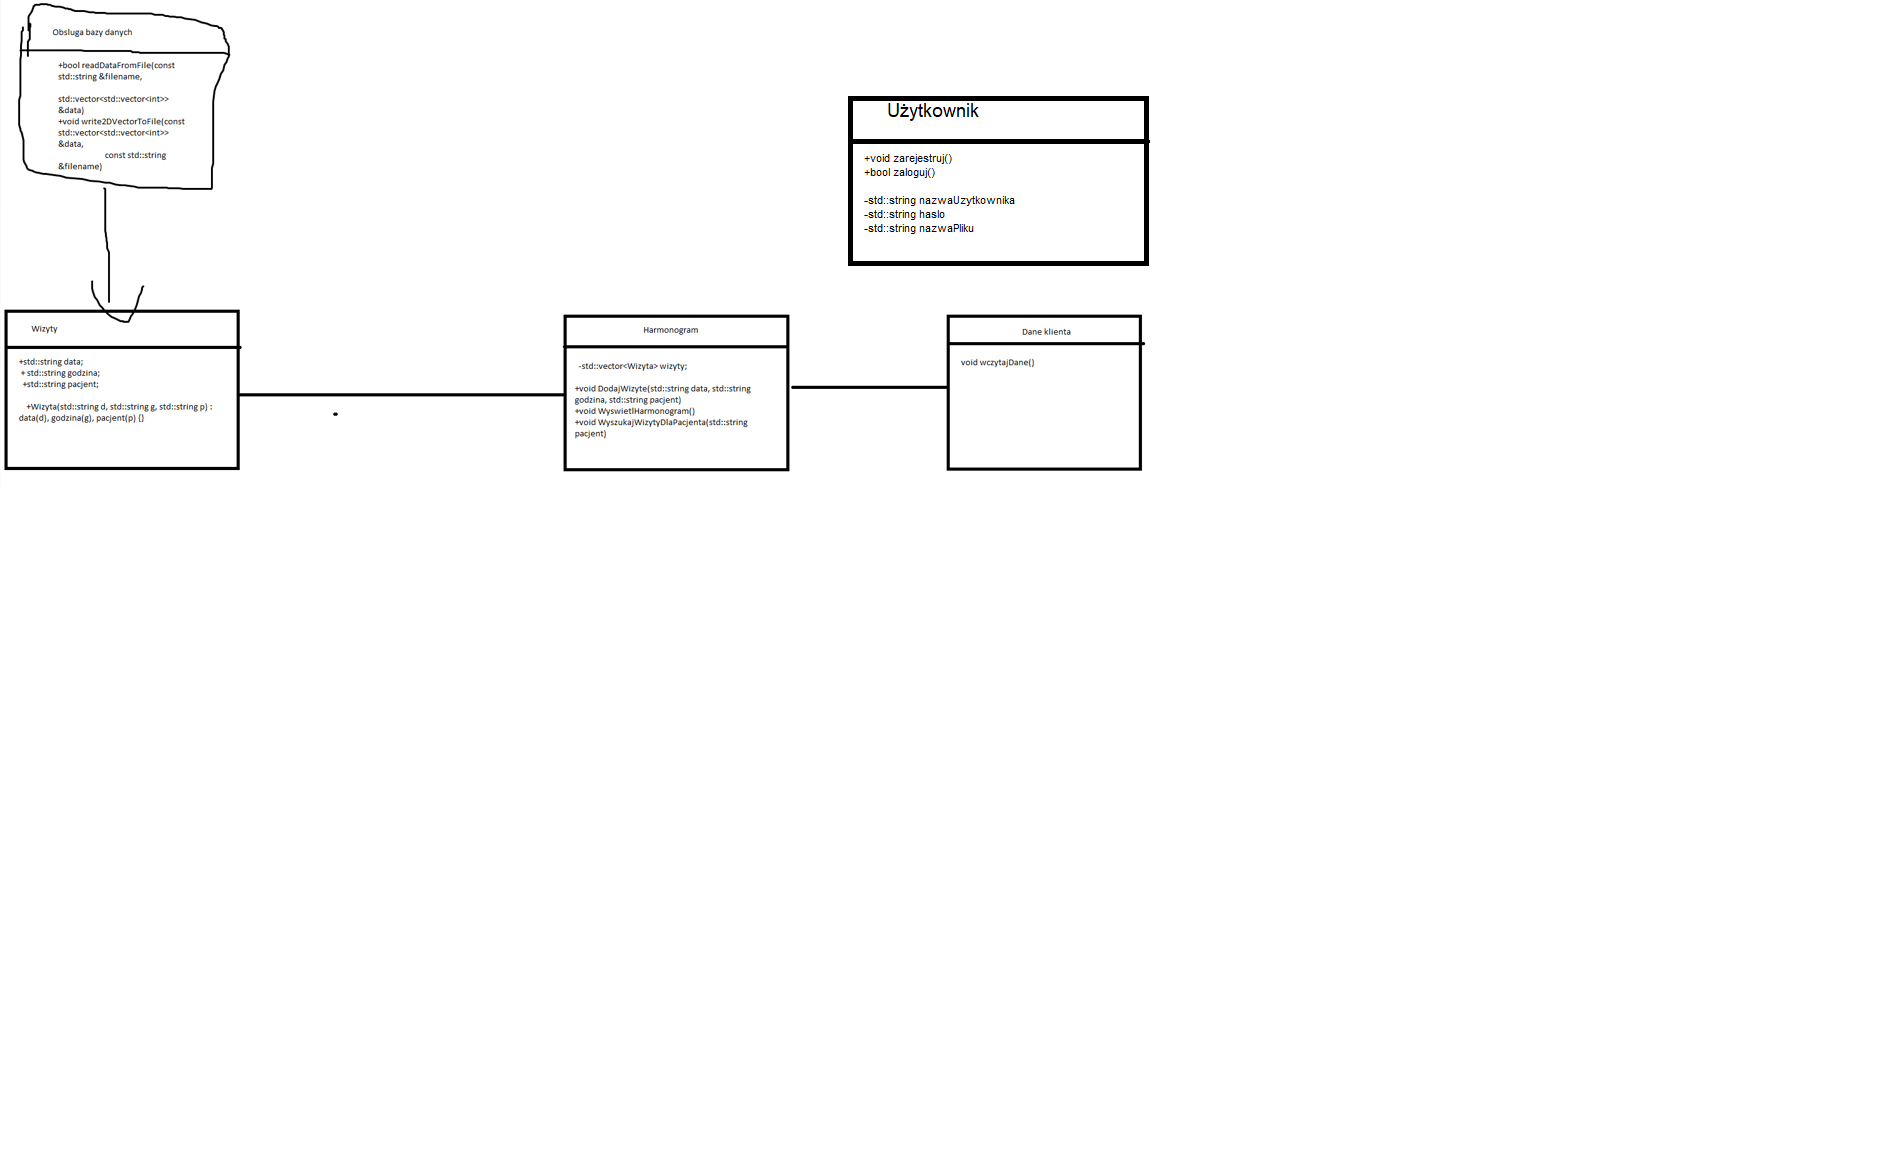 Obsluga bazy danych
+bool readDataFromFile(const
std::string &filename,
std::vector<std::vector<int>>
&data)
+void write2DVectorToFile(const
std::vector<std::vector<int>>
&data,
const std::string
&filename)
Użytkownik
+void zarejestruj()
+bool zaloguj()
-std::string nazwaUzytkownika
-std::string haslo
-std::string nazwaPliku
Wizyty
+std::string data;
+ std::string godzina;
+std::string pacjent;
+Wizyta(std::string d, std::string g, std::string p) :
data(d), godzina(g), pacjent(p) {}
Harmonogram
-std::vector<Wizyta> wizyty;
+void DodajWizyte(std::string data, std::string
godzina, std::string pacjent)
+void WyswietlHarmonogram()
+void WyszukajWizytyDlaPacjenta(std::string
pacjent)
Dane klienta
void wczytajDane()